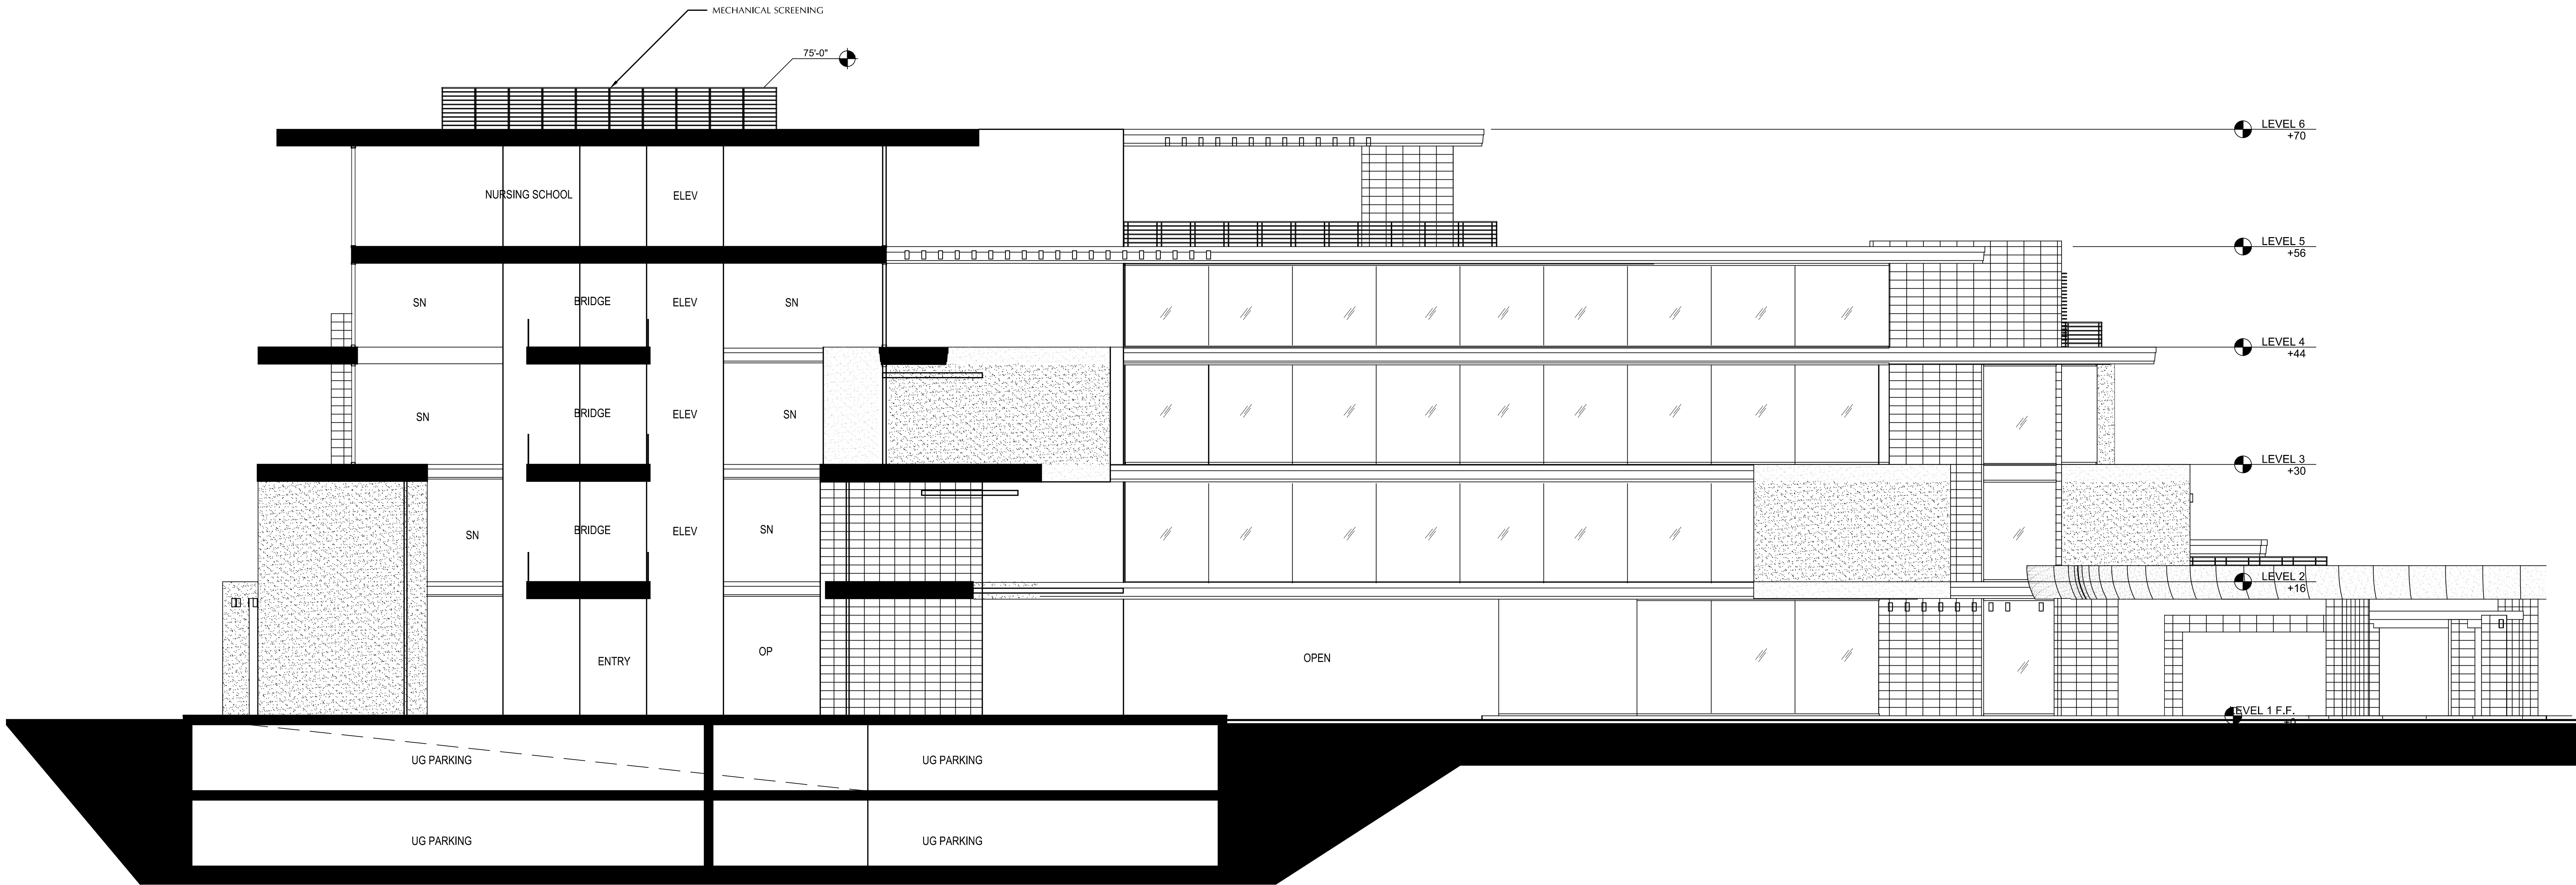 MECHANICAL SCREENING
75'-0"
LEVEL 6
+70
NURSING SCHOOL
ELEV
LEVEL 5
+56
SN
BRIDGE
ELEV
SN
LEVEL 4
+44
SN
BRIDGE
ELEV
SN
LEVEL 3
+30
SN
BRIDGE
ELEV
SN
LEVEL 2
+16
ENTRY
OP
OPEN
LEVEL 1 F.F.
+0
UG PARKING
UG PARKING
UG PARKING
UG PARKING